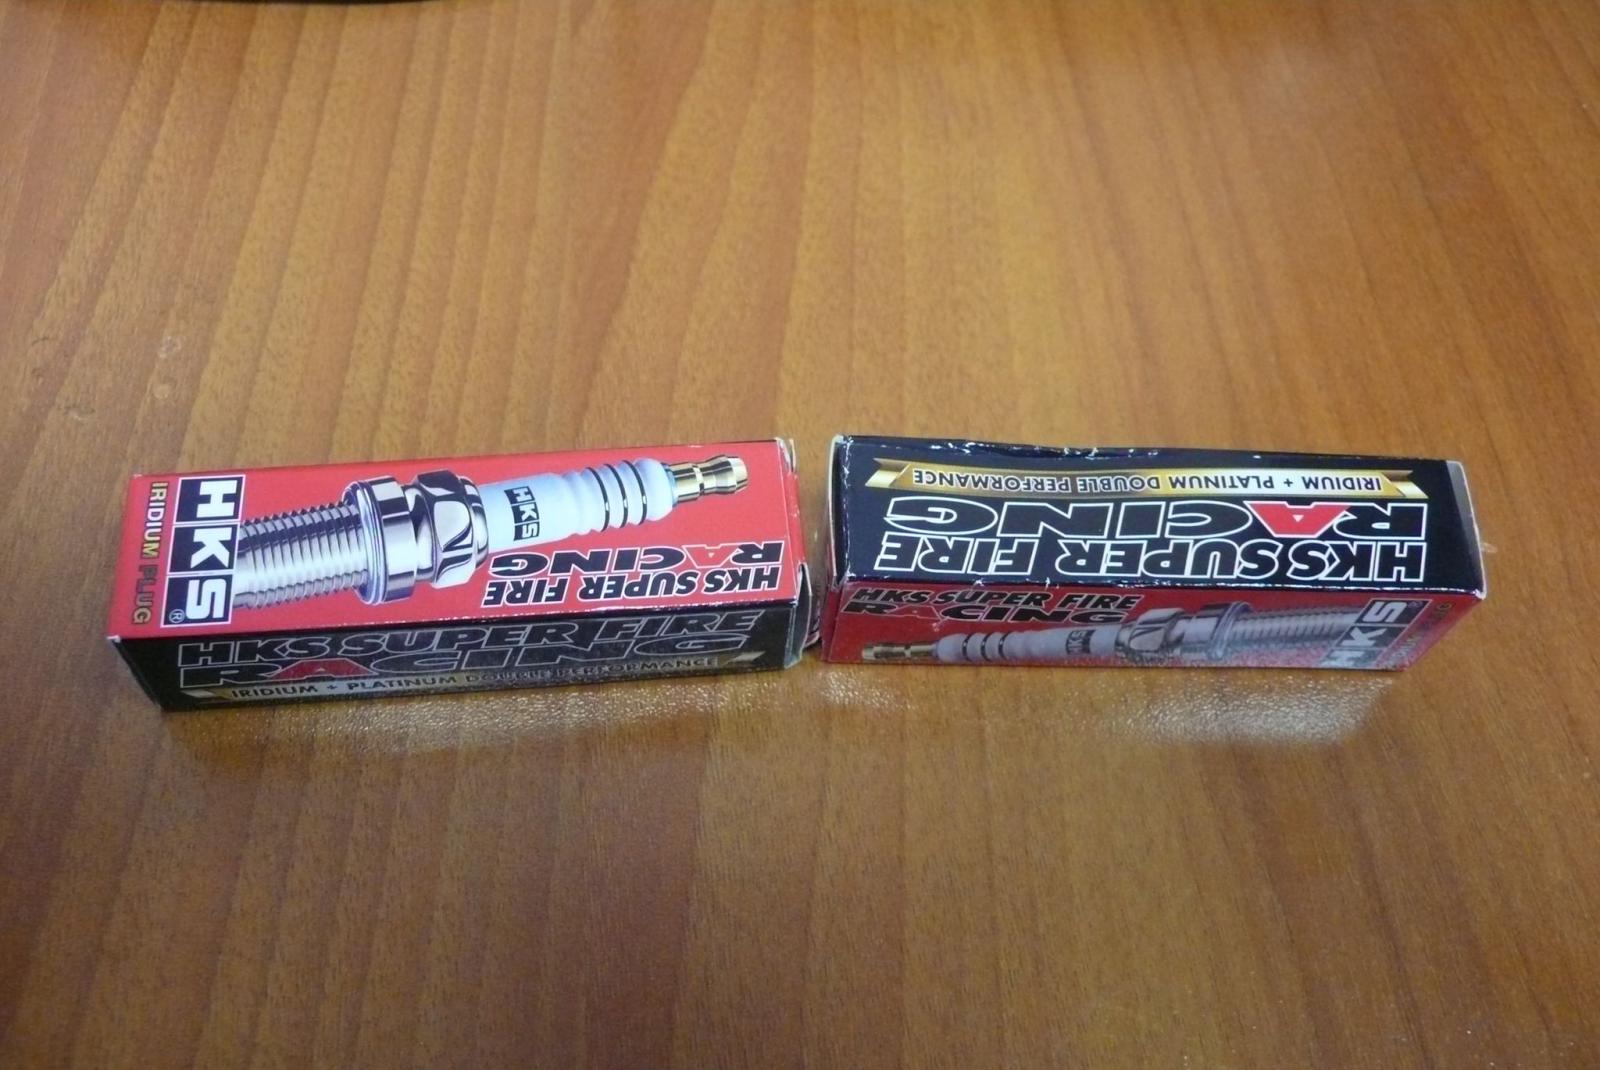 IRIDIUM PLUG
HKS®
HKS
HKS SUPER FIRE
RACING
HKS SUPER FIRE
RACING
IRIDIUM + PLATINUM DOUBLE PERFORMANCE
IRIDIUM + PLATINUM DOUBLE PERFORMANCE
HKS SUPER FIRE
RACING
HKS SUPER FIRE
RACING
HKS
HKS